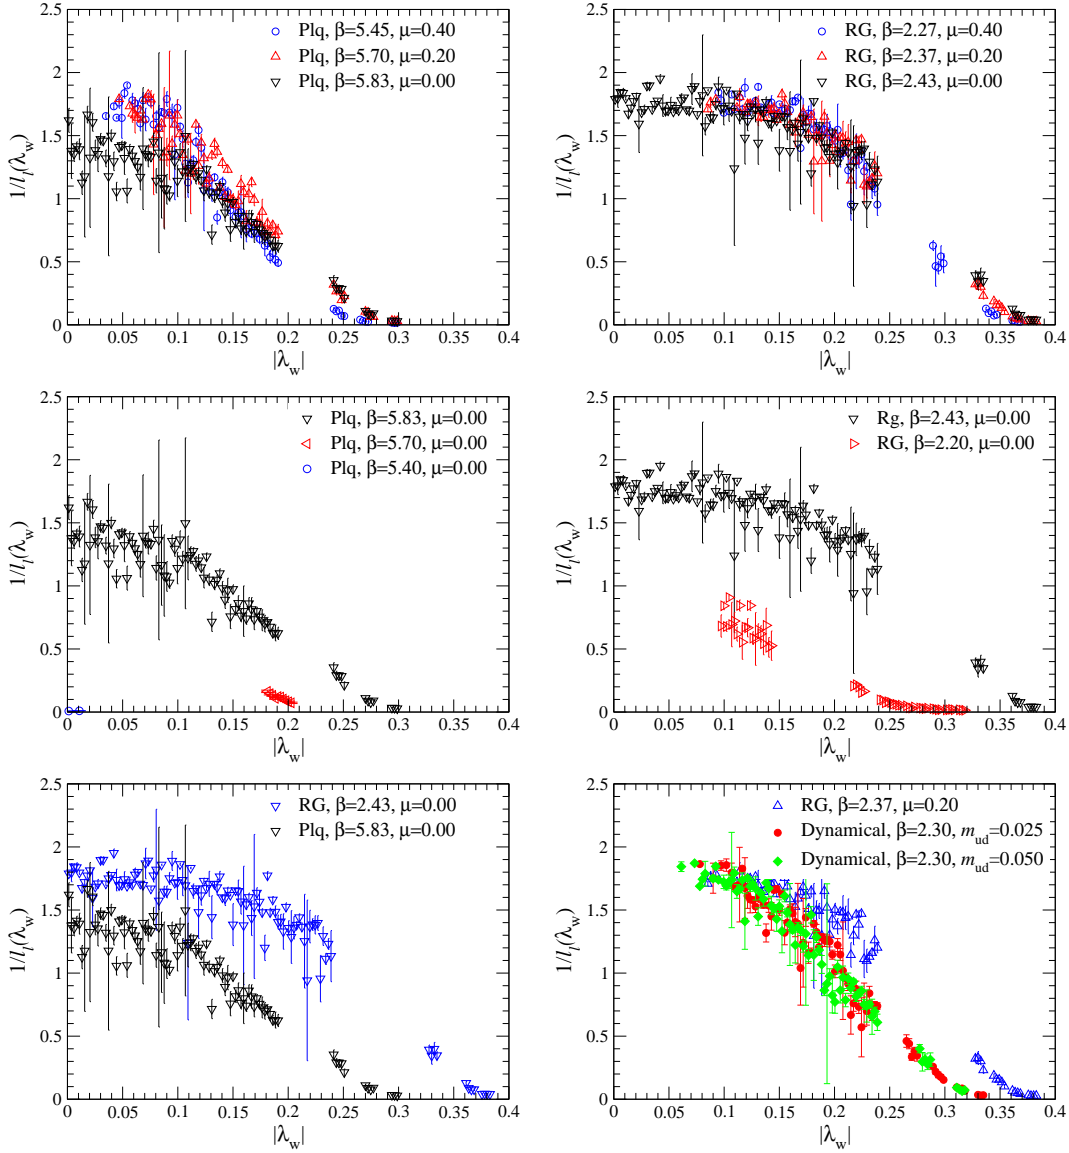 2.5
2
1.5
1
0.5
0
1/l_l(λ_w)
Plq, β=5.45, μ=0.40
Plq, β=5.70, μ=0.20
Plq, β=5.83, μ=0.00
0 0.05 0.1 0.15 0.2 0.25 0.3 0.35 0.4
|λ_w|
2.5
2
1.5
1
0.5
0
1/l_l(λ_w)
RG, β=2.27, μ=0.40
RG, β=2.37, μ=0.20
RG, β=2.43, μ=0.00
0 0.05 0.1 0.15 0.2 0.25 0.3 0.35 0.4
|λ_w|
2.5
2
1.5
1
0.5
0
1/l_l(λ_w)
Plq, β=5.83, μ=0.00
Plq, β=5.70, μ=0.00
Plq, β=5.40, μ=0.00
0 0.05 0.1 0.15 0.2 0.25 0.3 0.35 0.4
|λ_w|
2.5
2
1.5
1
0.5
0
1/l_l(λ_w)
Rg, β=2.43, μ=0.00
RG, β=2.20, μ=0.00
0 0.05 0.1 0.15 0.2 0.25 0.3 0.35 0.4
|λ_w|
2.5
2
1.5
1
0.5
0
1/l_l(λ_w)
RG, β=2.43, μ=0.00
Plq, β=5.83, μ=0.00
0 0.05 0.1 0.15 0.2 0.25 0.3 0.35 0.4
|λ_w|
2.5
2
1.5
1
0.5
0
1/l_l(λ_w)
RG, β=2.37, μ=0.20
Dynamical, β=2.30, m_ud=0.025
Dynamical, β=2.30, m_ud=0.050
0.05 0.1 0.15 0.2 0.25 0.3 0.35 0.4
|λ_w|